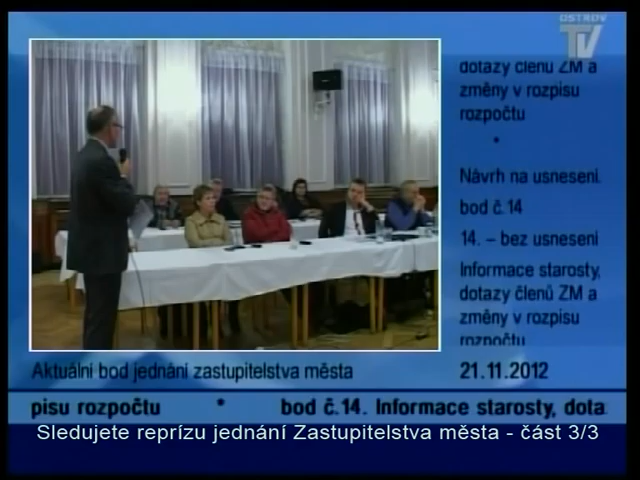 OSTROV
TV
dotazy členů ZM a
změny v rozpisu
rozpočtu
*
Návrh na usnesení.
bod č.14
14. – bez usnesení
Informace starosty,
dotazy členů ZM a
změny v rozpisu
rozpočtu
Aktuální bod jednání zastupitelstva města
21.11.2012
pisu rozpočtu * bod č.14. Informace starosty, dota
Sledujete reprízu jednání Zastupitelstva města - část 3/3